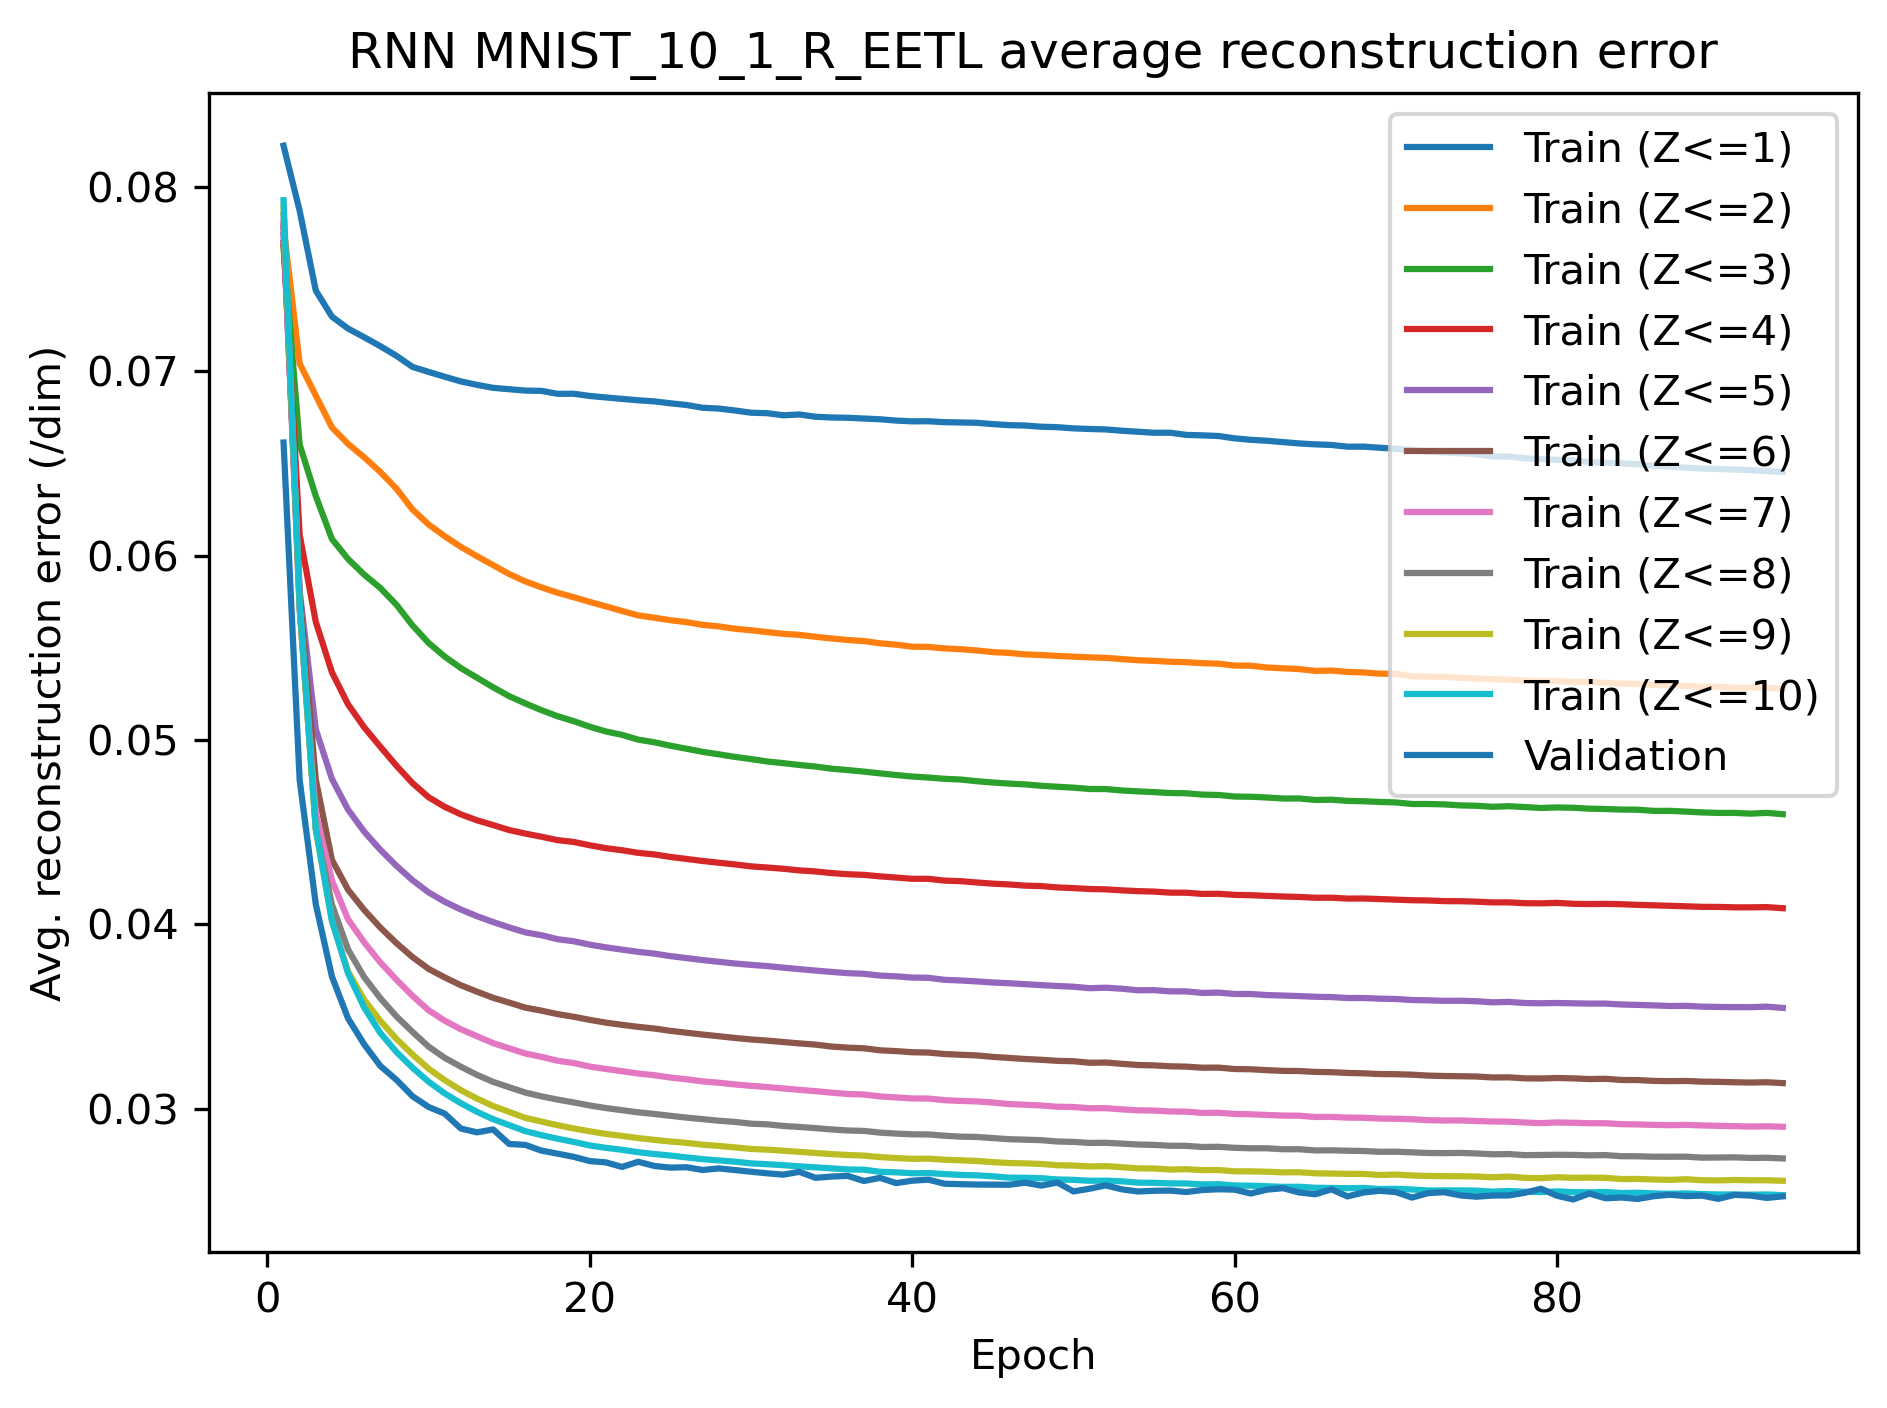 RNN MNIST_10_1_R_EETL average reconstruction error
Avg. reconstruction error (/dim)
0.08
0.07
0.06
0.05
0.04
0.03
Train (Z<=1)
Train (Z<=2)
Train (Z<=3)
Train (Z<=4)
Train (Z<=5)
Train (Z<=6)
Train (Z<=7)
Train (Z<=8)
Train (Z<=9)
Train (Z<=10)
Validation
0 20 40 60 80
Epoch